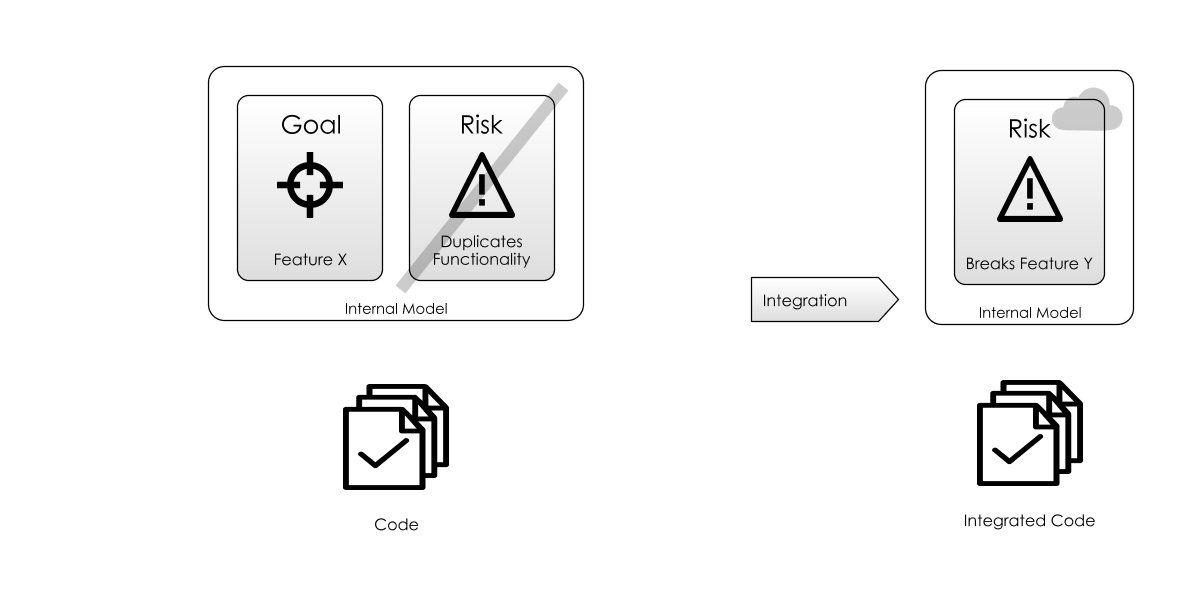 Goal
Feature X
Risk
Duplicates
Functionality
Internal Model
Code
Integration
Risk
Breaks Feature Y
Internal Model
Integrated Code